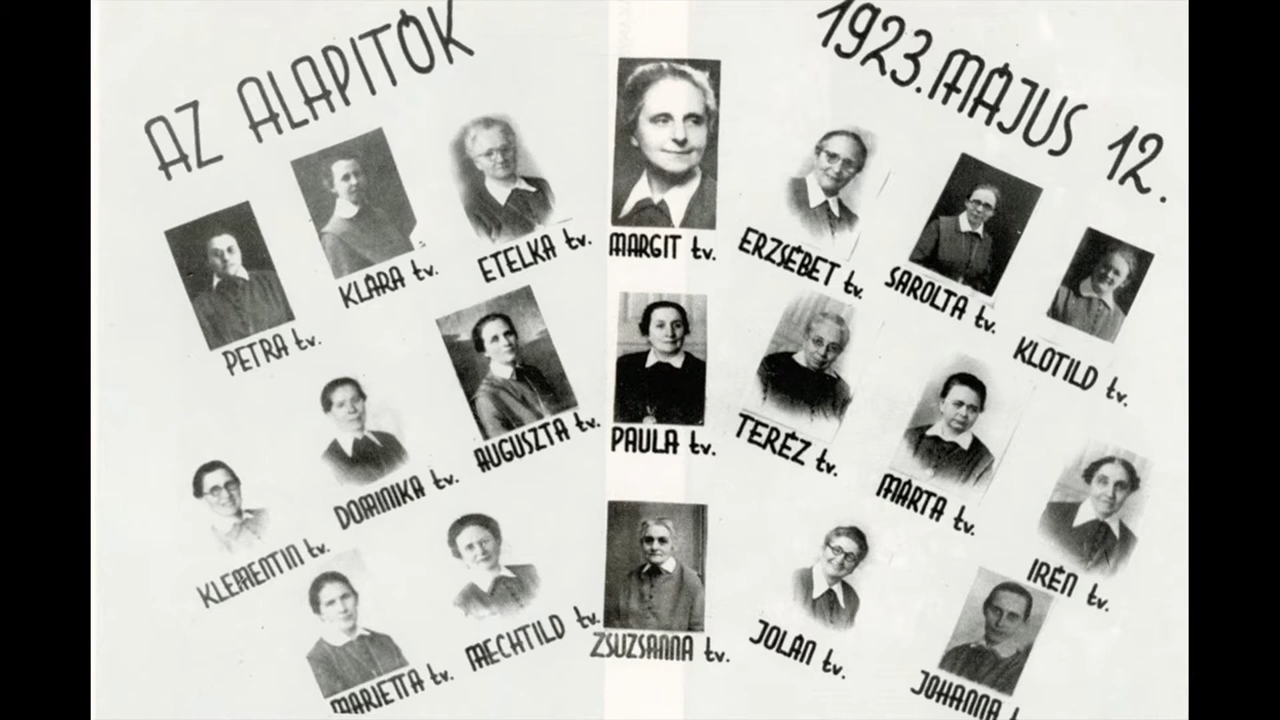 AZ ALAPITÓK
1923. MÁJUS 12.
PETRA tv.
KLÁRA tv.
ETELKA tv.
MARGIT tv.
ERZSÉBET tv.
SAROLTA tv.
KLOTILD tv.
KLEMENTIN tv.
DOMINIKA tv.
AUGUSZTA tv.
PAULA tv.
TERÉZ tv.
MÁRTA tv.
IRÉN tv.
MARIETTA tv.
MECHTILD tv.
ZSUZSANNA tv.
JOLÁN tv.
JOHANNA t